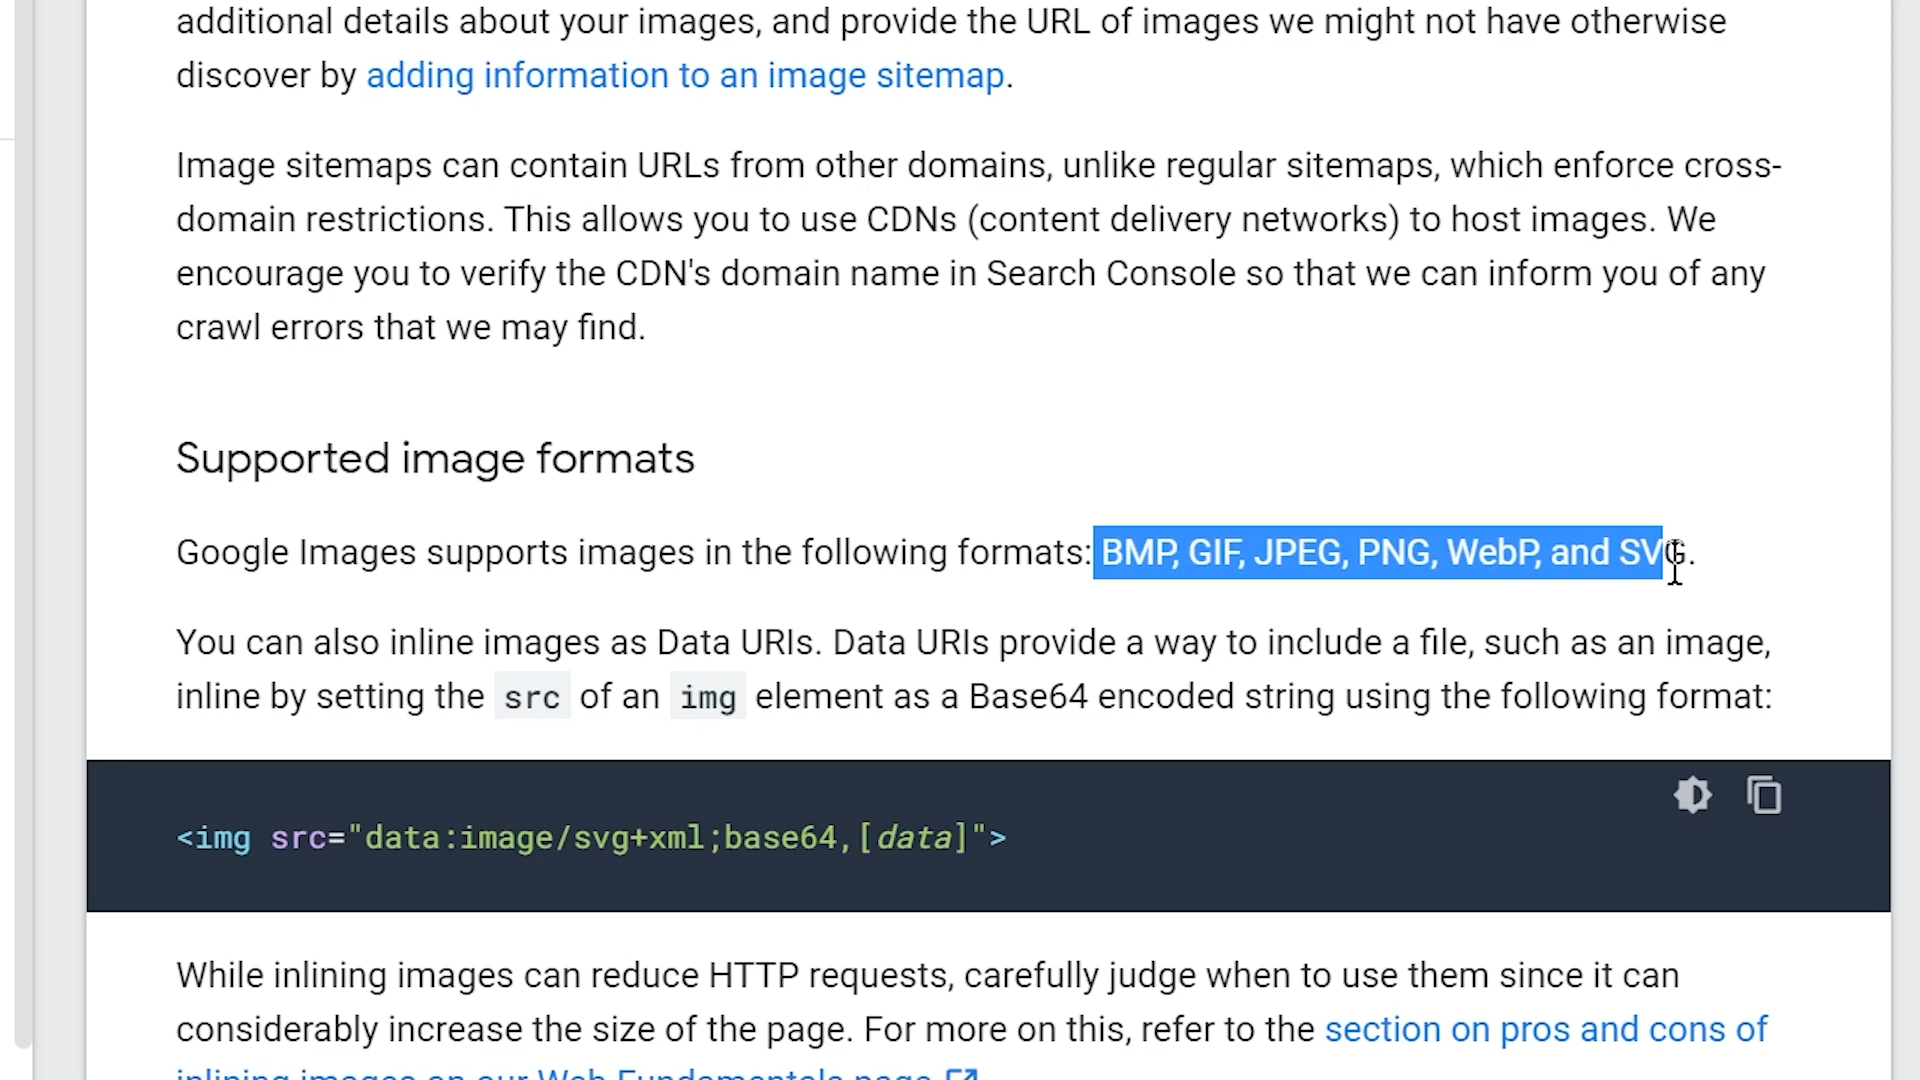 additional details about your images, and provide the URL of images we might not have otherwise
discover by adding information to an image sitemap.
Image sitemaps can contain URLs from other domains, unlike regular sitemaps, which enforce cross-
domain restrictions. This allows you to use CDNs (content delivery networks) to host images. We
encourage you to verify the CDN's domain name in Search Console so that we can inform you of any
crawl errors that we may find.
Supported image formats
Google Images supports images in the following formats: BMP, GIF, JPEG, PNG, WebP, and SVG.
You can also inline images as Data URIs. Data URIs provide a way to include a file, such as an image,
inline by setting the src of an img element as a Base64 encoded string using the following format:
<img src="data:image/svg+xml;base64,[data]">
While inlining images can reduce HTTP requests, carefully judge when to use them since it can
considerably increase the size of the page. For more on this, refer to the section on pros and cons of
inlining images on our Web Fundamentals page